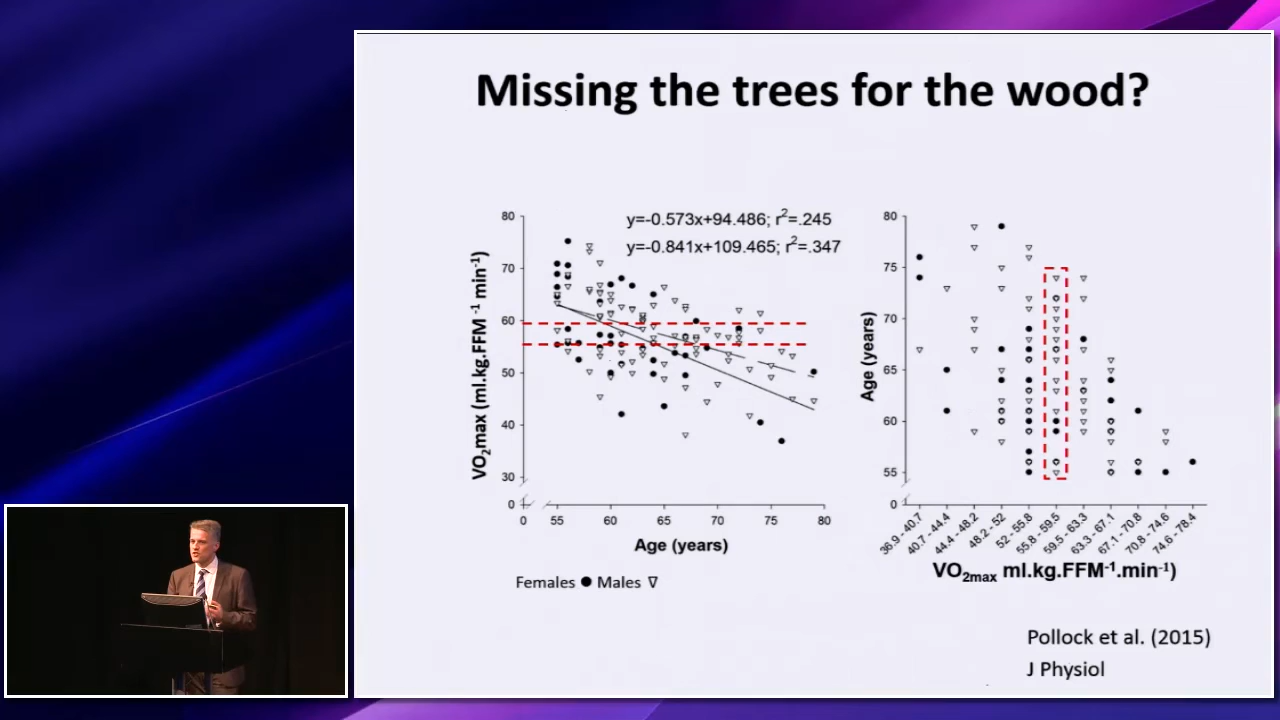 Missing the trees for the wood?
y=-0.573x+94.486; r2=.245
y=-0.841x+109.465; r2=.347
VO2max (ml.kg.FFM -1 min-1)
80
70
60
50
40
30
0
0 55 60 65 70 75 80
Age (years)
Females ● Males ▽
Age (years)
80
75
70
65
60
55
0
36.9 - 40.7
40.7 - 44.4
44.4 - 48.2
48.2 - 52
52 - 55.8
55.8 - 59.5
59.5 - 63.3
63.3 - 67.1
67.1 - 70.8
70.8 - 74.6
74.6 - 78.4
VO2max ml.kg.FFM-1.min-1)
Pollock et al. (2015)
J Physiol